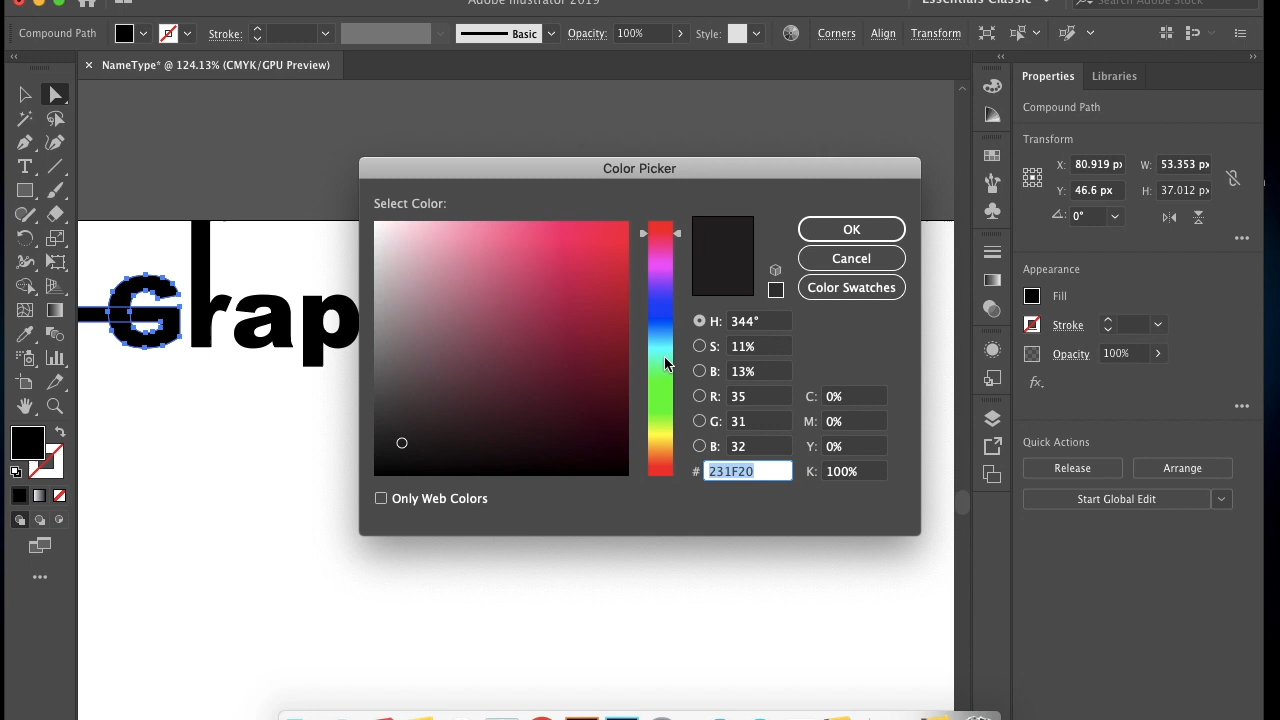 Adobe Illustrator 2019
Essentials Classic
Search Adobe Stock
Compound Path
Stroke:
Basic
Opacity: 100%
Style:
Corners
Align
Transform
× NameType* @ 124.13% (CMYK/GPU Preview)
Properties
Libraries
Compound Path
Transform
X: 80.919 px
W: 53.353 px
Y: 46.6 px
H: 37.012 px
0°
Appearance
Fill
Stroke
Opacity 100%
fx.
Quick Actions
Release
Arrange
Start Global Edit
Grap
Color Picker
Select Color:
OK
Cancel
Color Swatches
H: 344°
S: 11%
B: 13%
R: 35
C: 0%
G: 31
M: 0%
B: 32
Y: 0%
# 231F20
K: 100%
Only Web Colors